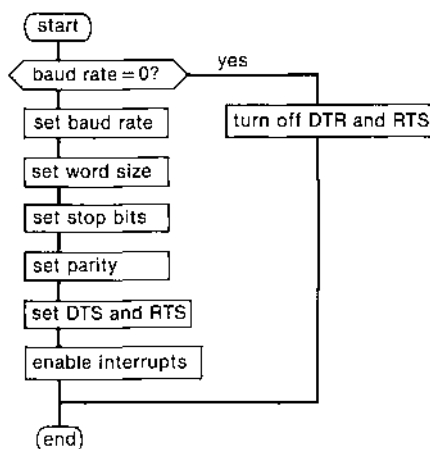 start
baud rate = 0?
yes
set baud rate
turn off DTR and RTS
set word size
set stop bits
set parity
set DTS and RTS
enable interrupts
end